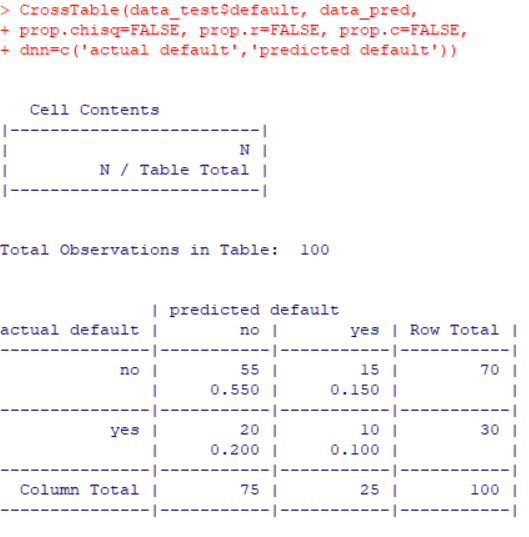 > CrossTable(data_test$default, data_pred,
+ prop.chisq=FALSE, prop.r=FALSE, prop.c=FALSE,
+ dnn=c('actual default','predicted default'))
   Cell Contents
|-------------------------|
|                       N |
|         N / Table Total |
|-------------------------|
Total Observations in Table:  100
               | predicted default
actual default |        no |       yes | Row Total |
---------------|-----------|-----------|-----------|
            no |        55 |        15 |        70 |
               |     0.550 |     0.150 |           |
---------------|-----------|-----------|-----------|
           yes |        20 |        10 |        30 |
               |     0.200 |     0.100 |           |
---------------|-----------|-----------|-----------|
  Column Total |        75 |        25 |       100 |
---------------|-----------|-----------|-----------|